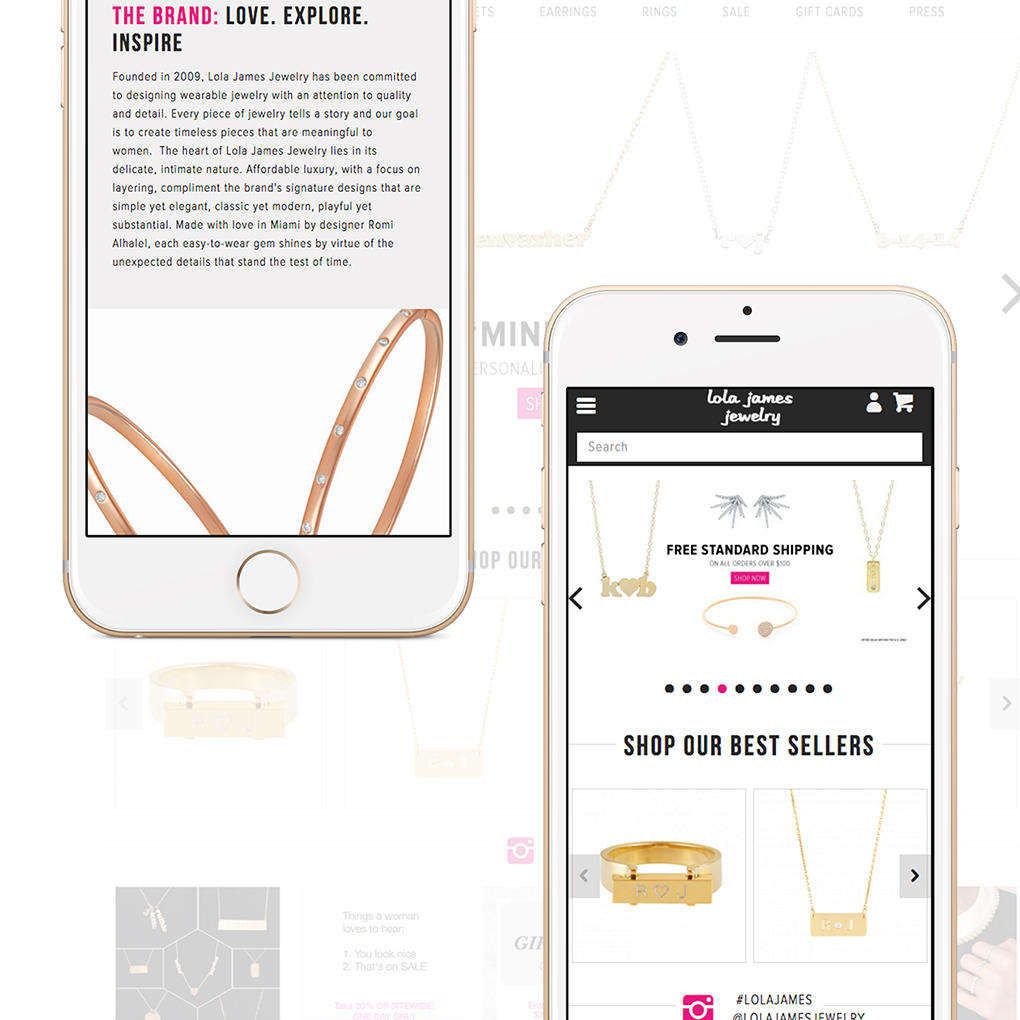 THE BRAND: LOVE. EXPLORE.
INSPIRE
Founded in 2009, Lola James Jewelry has been committed
to designing wearable jewelry with an attention to quality
and detail. Every piece of jewelry tells a story and our goal
is to create timeless pieces that are meaningful to
women. The heart of Lola James Jewelry lies in its
delicate, intimate nature. Affordable luxury, with a focus on
layering, compliment the brand's signature designs that are
simple yet elegant, classic yet modern, playful yet
substantial. Made with love in Miami by designer Romi
Alhalel, each easy-to-wear gem shines by virtue of the
unexpected details that stand the test of time.
EARRINGS RINGS SALE GIFT CARDS PRESS
r♥j 6-14-14
lola james
jewelry
Search
k♥b
FREE STANDARD SHIPPING
ON ALL ORDERS OVER $100
SHOP NOW
SHOP OUR BEST SELLERS
R♡J
#LOLAJAMES
@LOLAJAMESJEWELRY
Things a woman
loves to hear:
1. You look nice
2. That's on SALE
Take 20% Off SITEWIDE!
ONE DAY ONLY